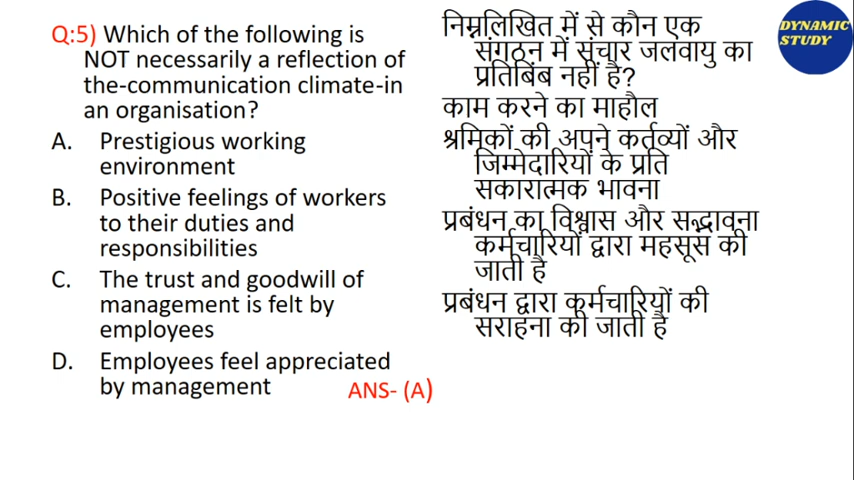 Q:5) Which of the following is
NOT necessarily a reflection of
the-communication climate-in
an organisation?
A. Prestigious working
environment
B. Positive feelings of workers
to their duties and
responsibilities
C. The trust and goodwill of
management is felt by
employees
D. Employees feel appreciated
by management
ANS- (A)
निम्नलिखित में से कौन एक
संगठन में संचार जलवायु का
प्रतिबिंब नहीं है?
काम करने का माहौल
श्रमिकों की अपने कर्तव्यों और
जिम्मेदारियों के प्रति
सकारात्मक भावना
प्रबंधन का विश्वास और सद्भावना
कर्मचारियों द्वारा महसूस की
जाती है
प्रबंधन द्वारा कर्मचारियों की
सराहना की जाती है
DYNAMIC
STUDY